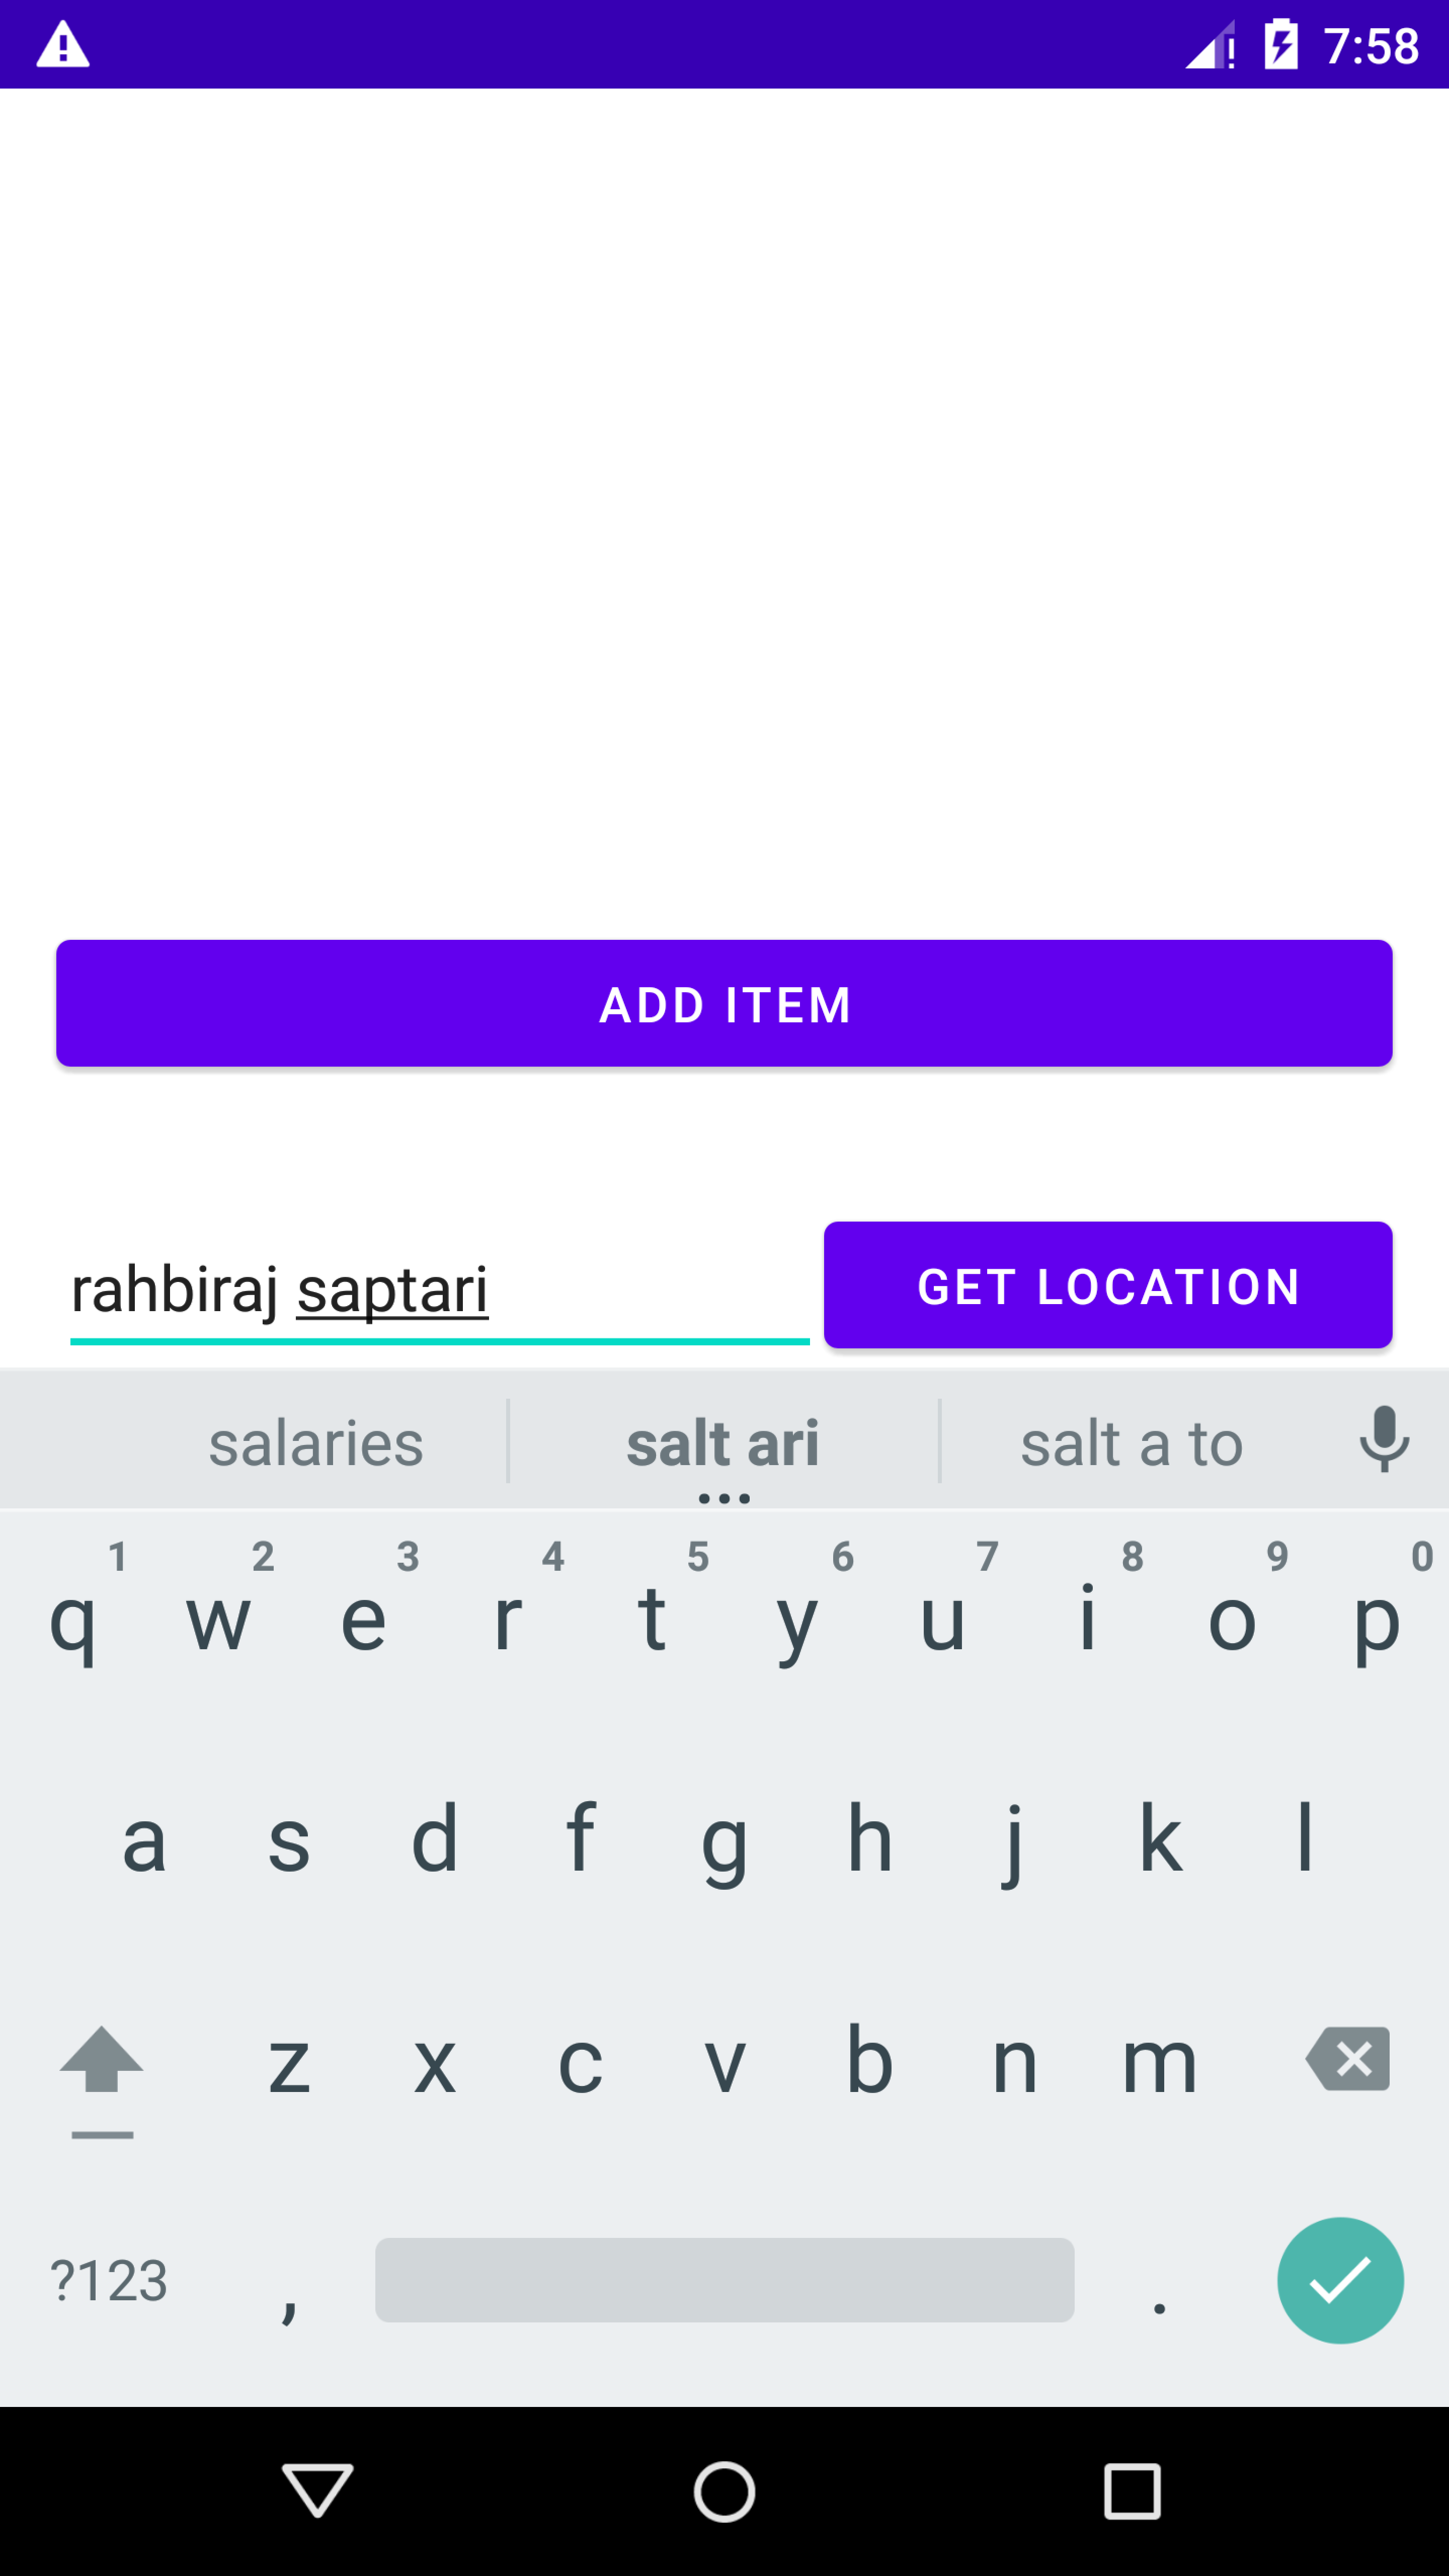 7:58
ADD ITEM
rahbiraj saptari
GET LOCATION
salaries salt ari salt a to
1 2 3 4 5 6 7 8 9 0
q w e r t y u i o p
a s d f g h j k l
z x c v b n m
?123 , .